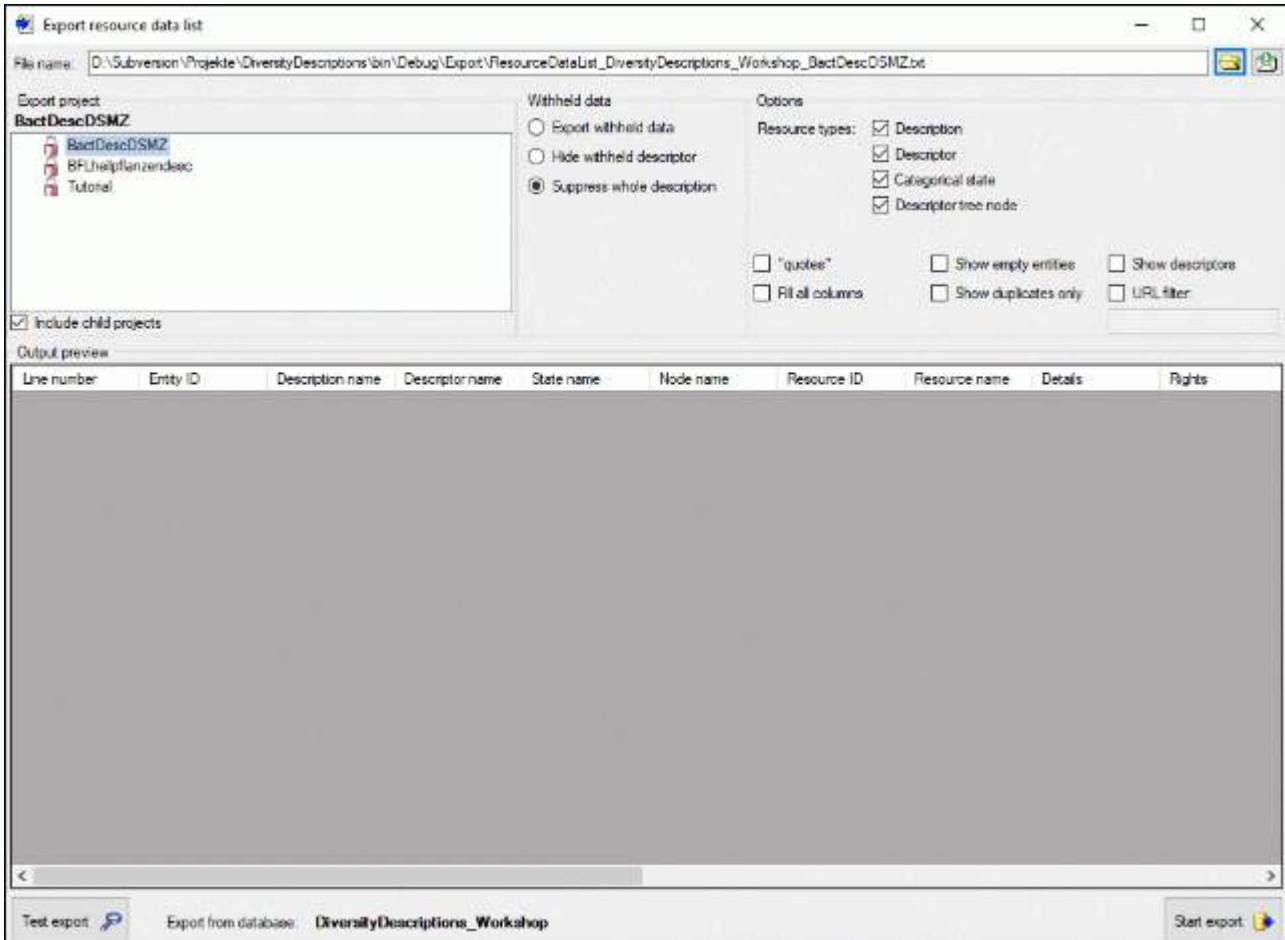 Export resource data list
File name: D:\Subversion\Projekte\DiversityDescriptions\bin\Debug\Export\ResourceDataList_DiversityDescriptions_Workshop_BactDescDSMZ.txt
Export project
BactDescDSMZ
BactDescDSMZ
BFLheilpflanzendesc
Tutorial
Include child projects
Withheld data
Export withheld data
Hide withheld descriptor
Suppress whole description
Options
Resource types: Description
Descriptor
Categorical state
Descriptor tree node
"quotes" Show empty entities Show descriptors
Fill all columns Show duplicates only URL filter:
Output preview
Line number Entity ID Description name Descriptor name State name Node name Resource ID Resource name Details Rights
Test export Export from database: DiversityDescriptions_Workshop Start export